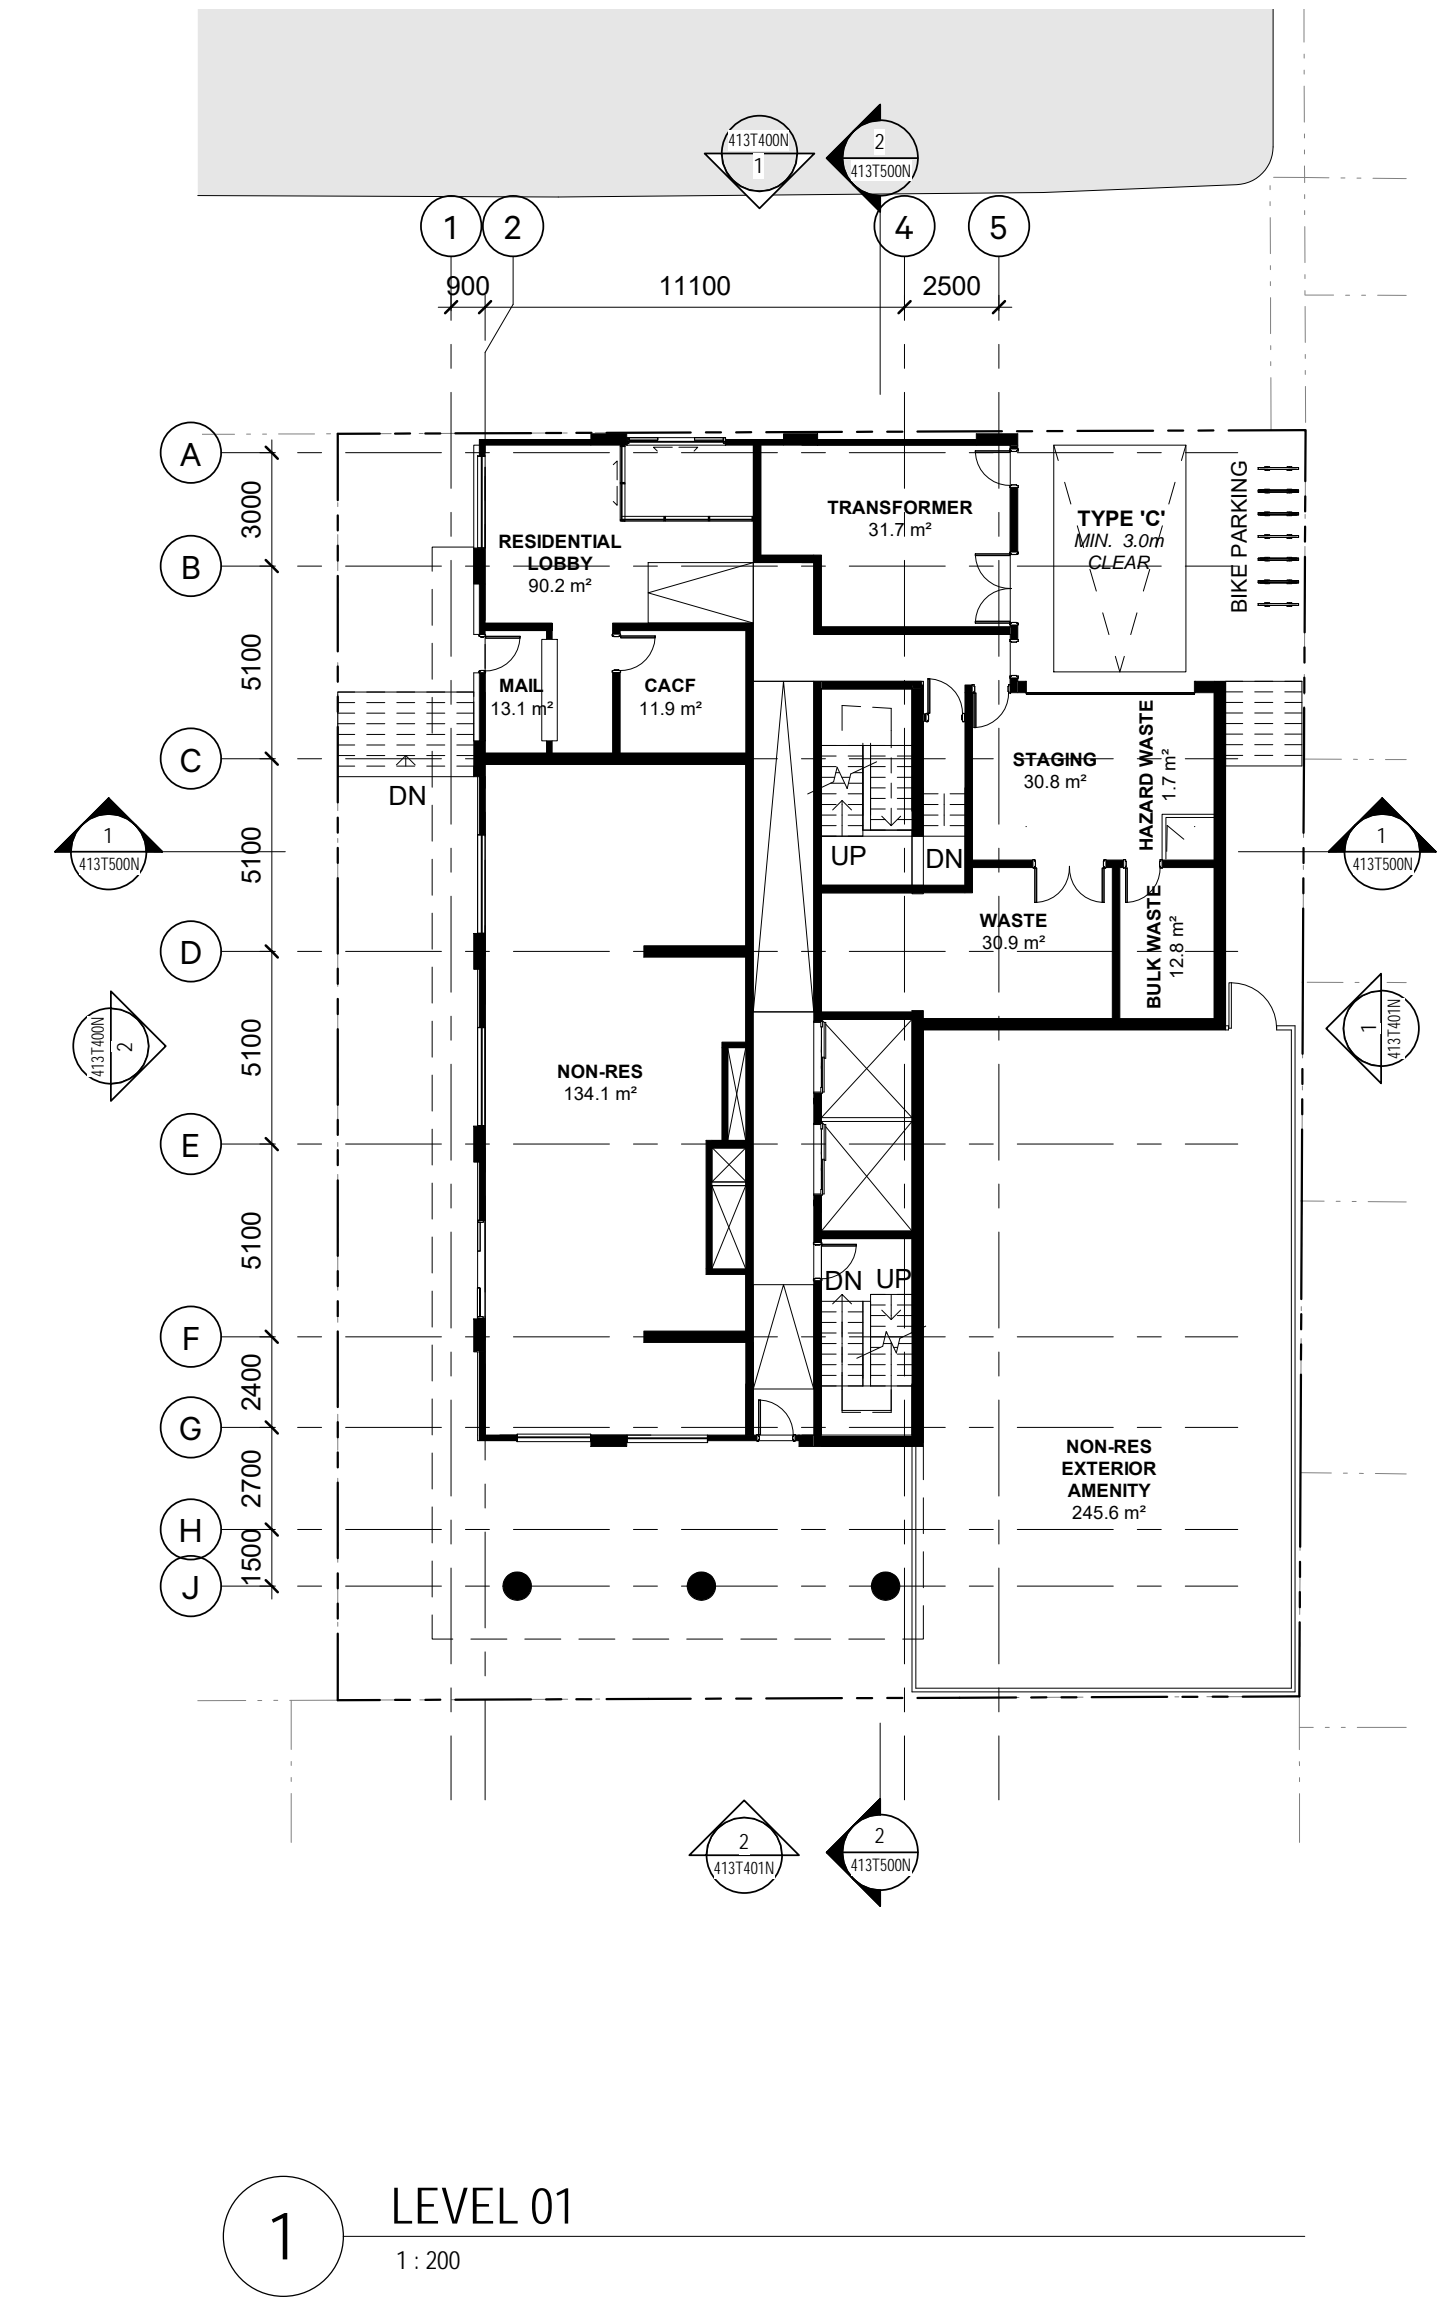 413T400N
1
2
413T500N
1
2
4
5
900
11100
2500
A
3000
B
5100
C
5100
D
5100
E
5100
F
2400
G
2700
H
1500
J
TRANSFORMER
31.7 m²
TYPE 'C'
MIN. 3.0m
CLEAR
BIKE PARKING
RESIDENTIAL
LOBBY
90.2 m²
MAIL
13.1 m²
CACF
11.9 m²
STAGING
30.8 m²
HAZARD WASTE
1.7 m²
DN
UP
DN
1
413T500N
1
413T500N
WASTE
30.9 m²
BULK WASTE
12.8 m²
413T400N
2
1
413T401N
NON-RES
134.1 m²
DN
UP
NON-RES
EXTERIOR
AMENITY
245.6 m²
2
413T401N
2
413T500N
1
LEVEL 01
1 : 200